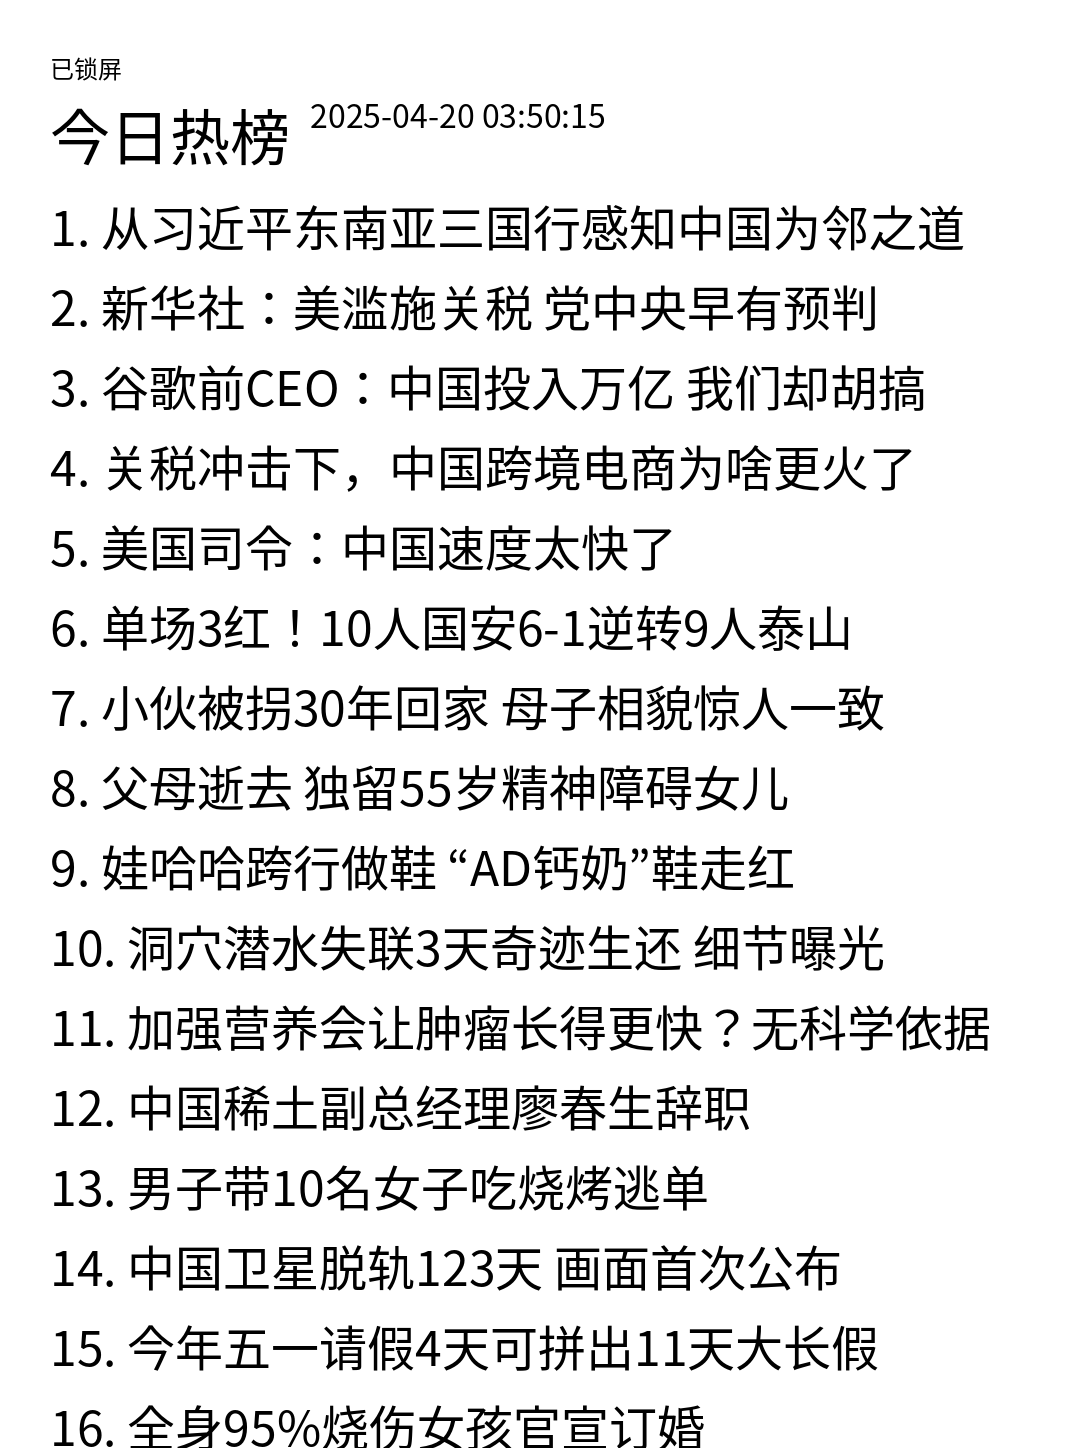 已锁屏
今日热榜 2025-04-20 03:50:15
1. 从习近平东南亚三国行感知中国为邻之道
2. 新华社：美滥施关税 党中央早有预判
3. 谷歌前CEO：中国投入万亿 我们却胡搞
4. 关税冲击下，中国跨境电商为啥更火了
5. 美国司令：中国速度太快了
6. 单场3红！10人国安6-1逆转9人泰山
7. 小伙被拐30年回家 母子相貌惊人一致
8. 父母逝去 独留55岁精神障碍女儿
9. 娃哈哈跨行做鞋 “AD钙奶”鞋走红
10. 洞穴潜水失联3天奇迹生还 细节曝光
11. 加强营养会让肿瘤长得更快？无科学依据
12. 中国稀土副总经理廖春生辞职
13. 男子带10名女子吃烧烤逃单
14. 中国卫星脱轨123天 画面首次公布
15. 今年五一请假4天可拼出11天大长假
16. 全身95%烧伤女孩官宣订婚